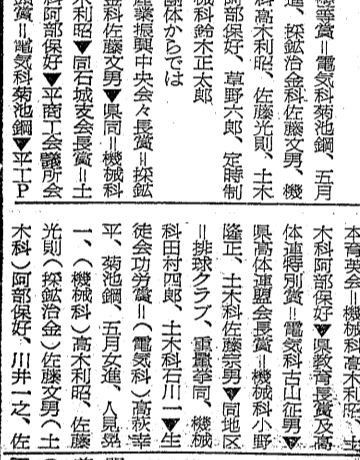 極等賞＝電気科菊池鋼、五月
進、採鉱治金科佐藤文男、機
科高木利昭、佐藤光則、土木
阿部保好、草野六郎、定時制
械科鈴木正太郎
団体からでは
産業振興中央会々長賞＝採鉱
金科佐藤文男▼県同＝機械科
木利昭▼同石城支会長賞＝土
科阿部保好▼平商工会議所会
頭賞＝電気科菊池鋼▼平工P
本育英会＝機械科高木利昭、土
木科阿部保好▼県教育長賞及高
体連特別賞＝電気科古山征男▼
県高体連盟会長賞＝機械科小野
隆正、土木科佐藤宗男▼同地区
＝排球クラブ、重量挙同、機械
科田村四郎、土木科石川一▼生
徒会功労賞＝（電気科）高萩幸
平、菊池鋼、五月女進、人見晃
一、（機械科）高木利昭、佐藤
光則（採鉱治金）佐藤文男（土
木科）阿部保好、川井一之、佐